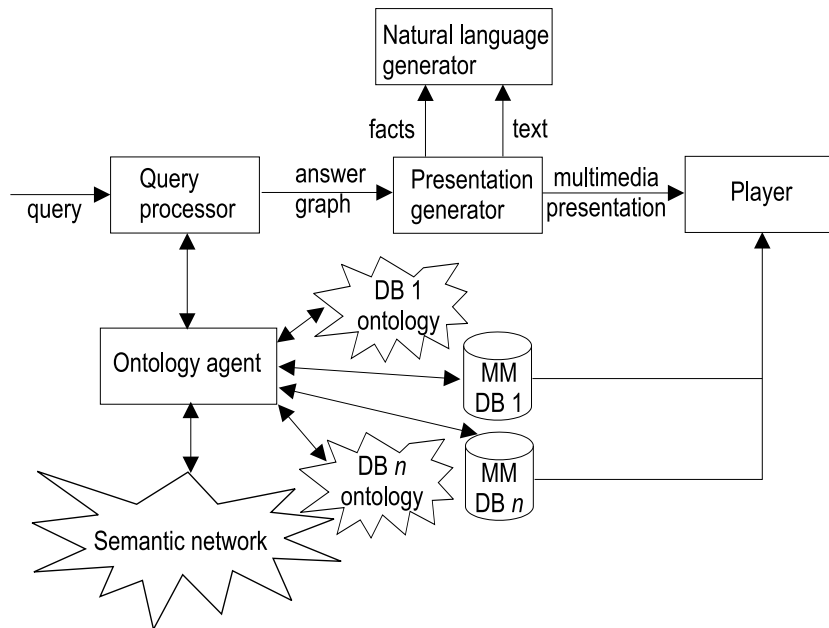 Natural language
generator
facts
text
query
Query
processor
answer
graph
Presentation
generator
multimedia
presentation
Player
DB 1
ontology
Ontology agent
MM
DB 1
DB n
ontology
MM
DB n
Semantic network